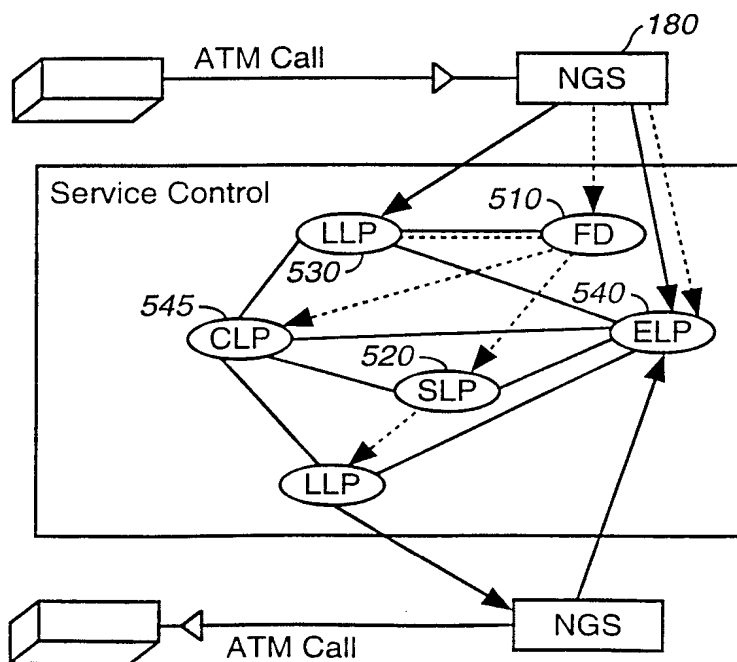 180
ATM Call
NGS
Service Control
510
LLP
FD
530
545
540
CLP
520
ELP
SLP
LLP
NGS
ATM Call